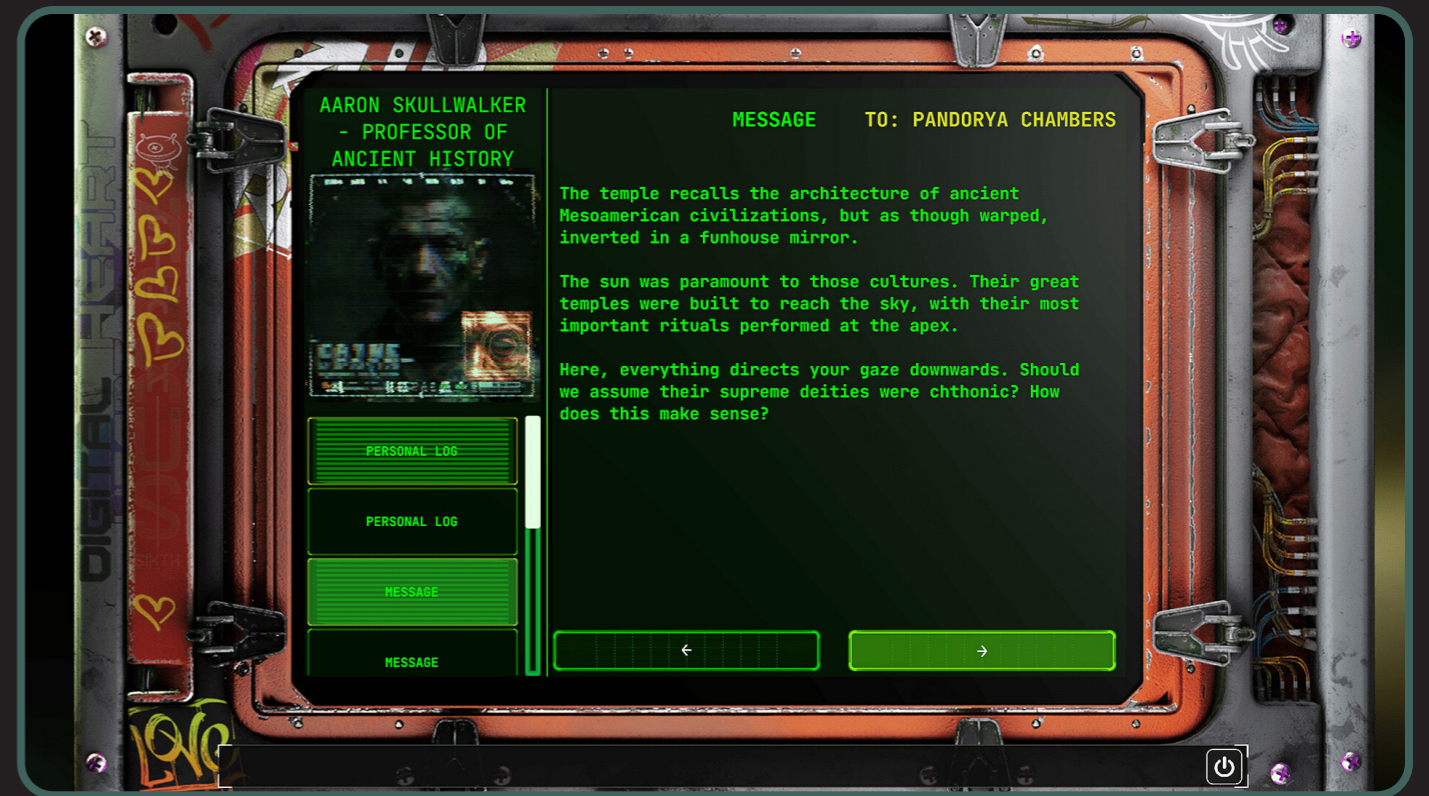 AARON SKULLWALKER
- PROFESSOR OF
ANCIENT HISTORY
PERSONAL LOG
PERSONAL LOG
MESSAGE
MESSAGE
MESSAGE TO: PANDORYA CHAMBERS
The temple recalls the architecture of ancient
Mesoamerican civilizations, but as though warped,
inverted in a funhouse mirror.
The sun was paramount to those cultures. Their great
temples were built to reach the sky, with their most
important rituals performed at the apex.
Here, everything directs your gaze downwards. Should
we assume their supreme deities were chthonic? How
does this make sense?
←
→
DIGITAL HEART
SIXTH
LOVE